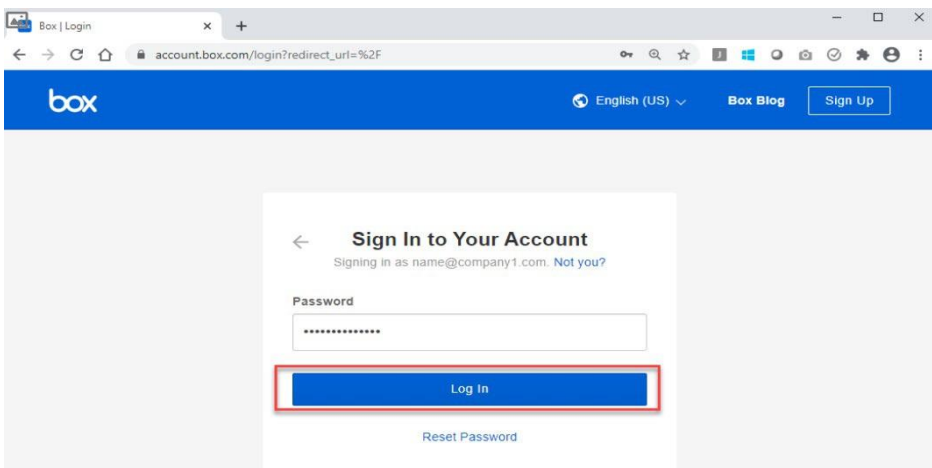 Box | Login
account.box.com/login?redirect_url=%2F
box
English (US)
Box Blog
Sign Up
Sign In to Your Account
Signing in as name@company1.com. Not you?
Password
••••••••••••••
Log In
Reset Password